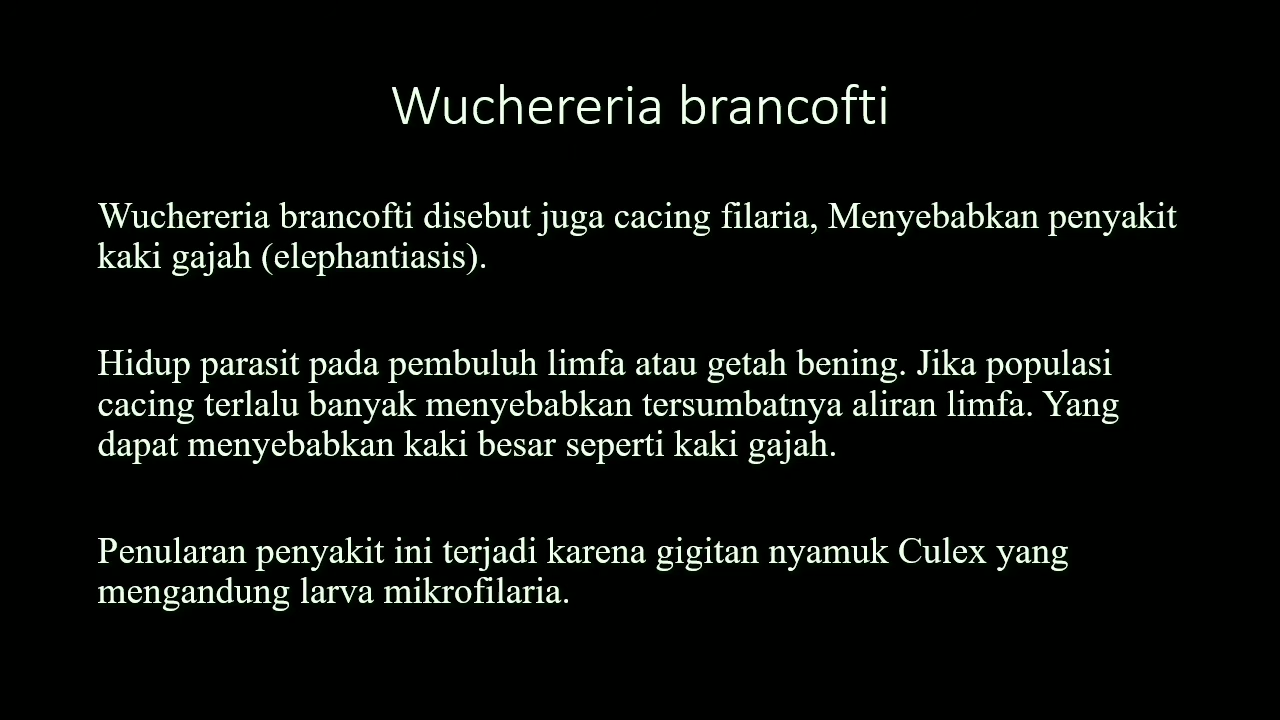 Wuchereria brancofti
Wuchereria brancofti disebut juga cacing filaria, Menyebabkan penyakit
kaki gajah (elephantiasis).
Hidup parasit pada pembuluh limfa atau getah bening. Jika populasi
cacing terlalu banyak menyebabkan tersumbatnya aliran limfa. Yang
dapat menyebabkan kaki besar seperti kaki gajah.
Penularan penyakit ini terjadi karena gigitan nyamuk Culex yang
mengandung larva mikrofilaria.